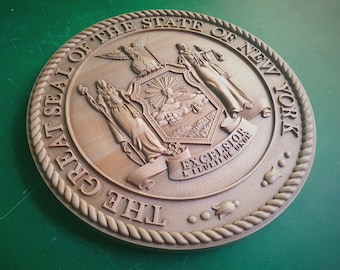 THE GREAT SEAL OF THE STATE OF NEW YORK
EXCELSIOR
E PLURIBUS UNUM